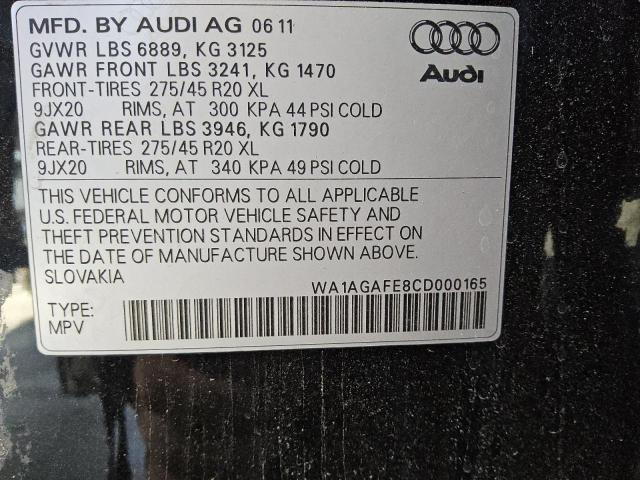 MFD. BY AUDI AG 06 11
GVWR LBS 6889, KG 3125
GAWR FRONT LBS 3241, KG 1470
FRONT-TIRES 275/45 R20 XL
9JX20 RIMS, AT 300 KPA 44 PSI COLD
GAWR REAR LBS 3946, KG 1790
REAR-TIRES 275/45 R20 XL
9JX20 RIMS, AT 340 KPA 49 PSI COLD
Audi
THIS VEHICLE CONFORMS TO ALL APPLICABLE
U.S. FEDERAL MOTOR VEHICLE SAFETY AND
THEFT PREVENTION STANDARDS IN EFFECT ON
THE DATE OF MANUFACTURE SHOWN ABOVE.
SLOVAKIA
WA1AGAFE8CD000165
TYPE:
MPV